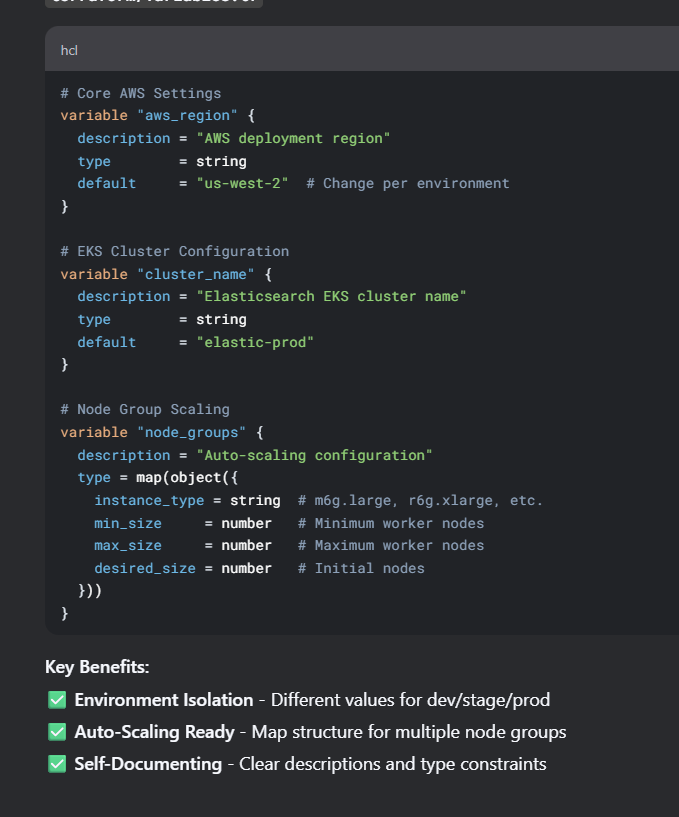 hcl
# Core AWS Settings
variable "aws_region" {
  description = "AWS deployment region"
  type        = string
  default     = "us-west-2"  # Change per environment
}
# EKS Cluster Configuration
variable "cluster_name" {
  description = "Elasticsearch EKS cluster name"
  type        = string
  default     = "elastic-prod"
}
# Node Group Scaling
variable "node_groups" {
  description = "Auto-scaling configuration"
  type = map(object({
    instance_type = string  # m6g.large, r6g.xlarge, etc.
    min_size     = number   # Minimum worker nodes
    max_size     = number   # Maximum worker nodes
    desired_size = number   # Initial nodes
  }))
}
Key Benefits:
✅ Environment Isolation - Different values for dev/stage/prod
✅ Auto-Scaling Ready - Map structure for multiple node groups
✅ Self-Documenting - Clear descriptions and type constraints